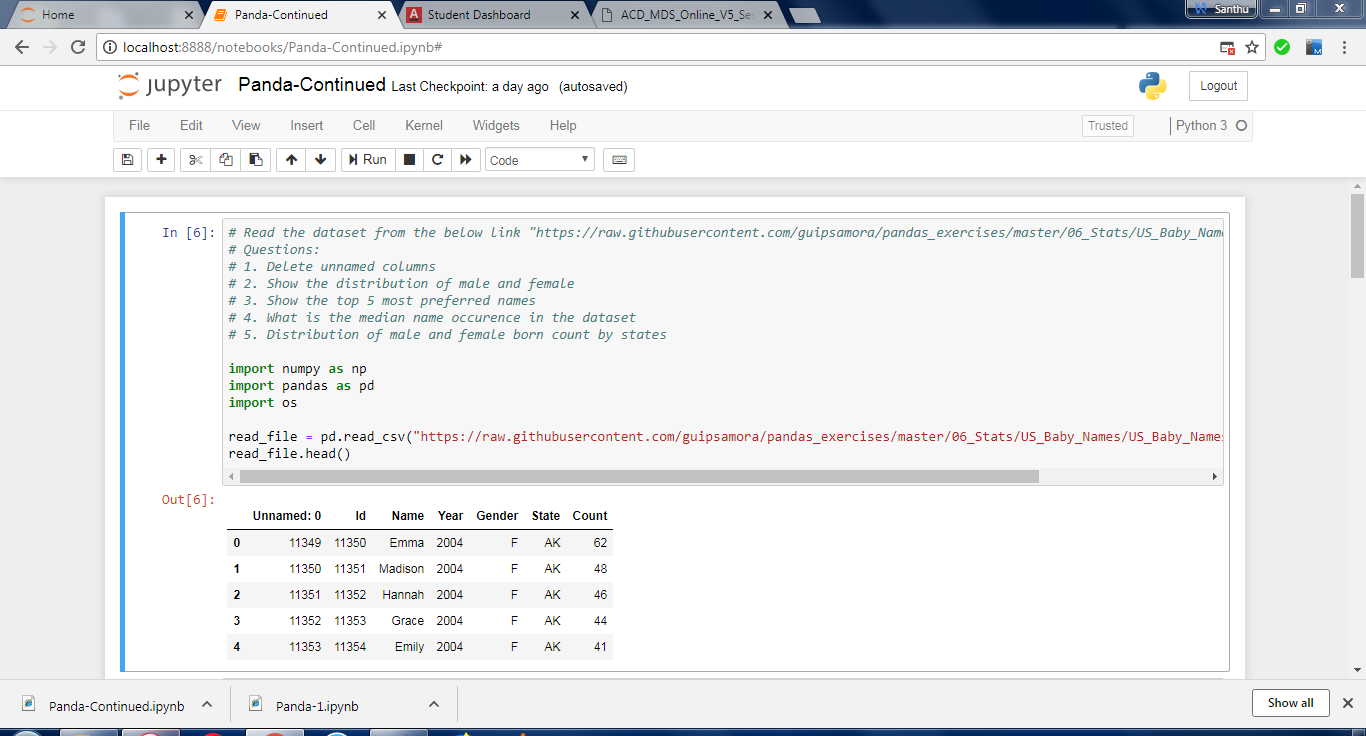 Home
Panda-Continued
Student Dashboard
ACD_MDS_Online_V5_Se
Santhu
localhost:8888/notebooks/Panda-Continued.ipynb#
jupyter Panda-Continued Last Checkpoint: a day ago (autosaved)
Logout
File Edit View Insert Cell Kernel Widgets Help
Trusted
Python 3
Run
Code
In [6]:
# Read the dataset from the below link "https://raw.githubusercontent.com/guipsamora/pandas_exercises/master/06_Stats/US_Baby_Nam
# Questions:
# 1. Delete unnamed columns
# 2. Show the distribution of male and female
# 3. Show the top 5 most preferred names
# 4. What is the median name occurence in the dataset
# 5. Distribution of male and female born count by states
import numpy as np
import pandas as pd
import os
read_file = pd.read_csv("https://raw.githubusercontent.com/guipsamora/pandas_exercises/master/06_Stats/US_Baby_Names/US_Baby_Name
read_file.head()
Out[6]:
Unnamed: 0 Id Name Year Gender State Count
0 11349 11350 Emma 2004 F AK 62
1 11350 11351 Madison 2004 F AK 48
2 11351 11352 Hannah 2004 F AK 46
3 11352 11353 Grace 2004 F AK 44
4 11353 11354 Emily 2004 F AK 41
Panda-Continued.ipynb
Panda-1.ipynb
Show all